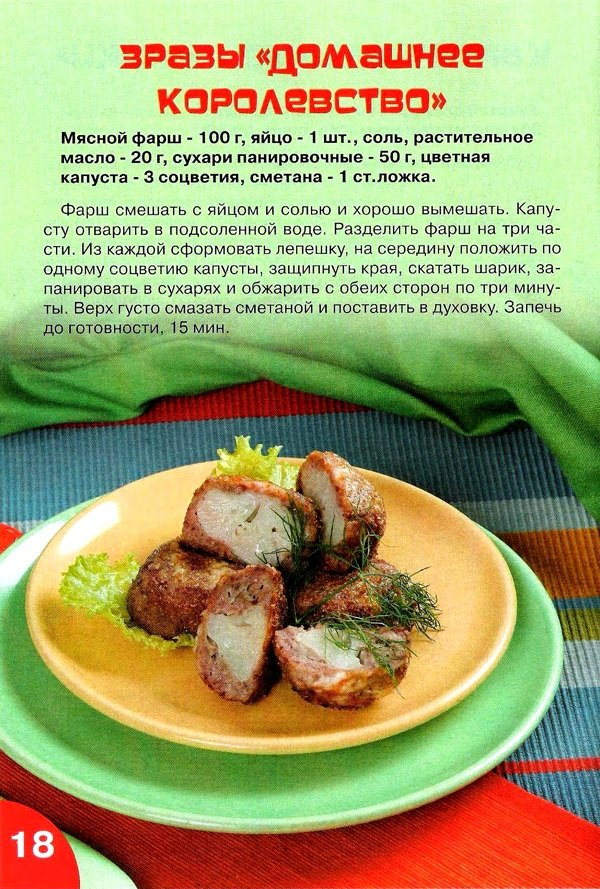 ЗРАЗЫ «ДОМАШНЕЕ
КОРОЛЕВСТВО»
Мясной фарш - 100 г, яйцо - 1 шт., соль, растительное
масло - 20 г, сухари панировочные - 50 г, цветная
капуста - 3 соцветия, сметана - 1 ст.ложка.
Фарш смешать с яйцом и солью и хорошо вымешать. Капу-
сту отварить в подсоленной воде. Разделить фарш на три ча-
сти. Из каждой сформовать лепешку, на середину положить по
одному соцветию капусты, защипнуть края, скатать шарик, за-
панировать в сухарях и обжарить с обеих сторон по три мину-
ты. Верх густо смазать сметаной и поставить в духовку. Запечь
до готовности, 15 мин.
18